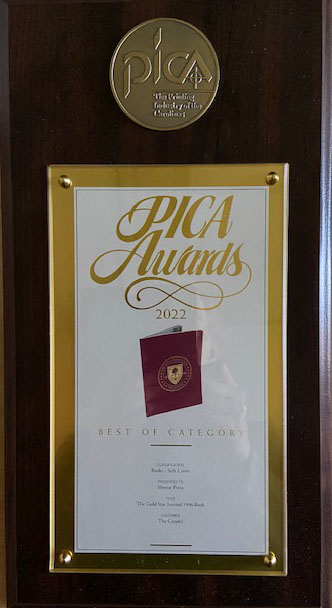 pica
The Printing
Industry of the
Carolinas
PICA
Awards
2022
BEST OF CATEGORY
CLASSIFICATION
Books - Soft Cover
PRESENTED TO
Sheriar Press
TITLE
The Gold Star Journal 1996 Book
CUSTOMER
The Citadel